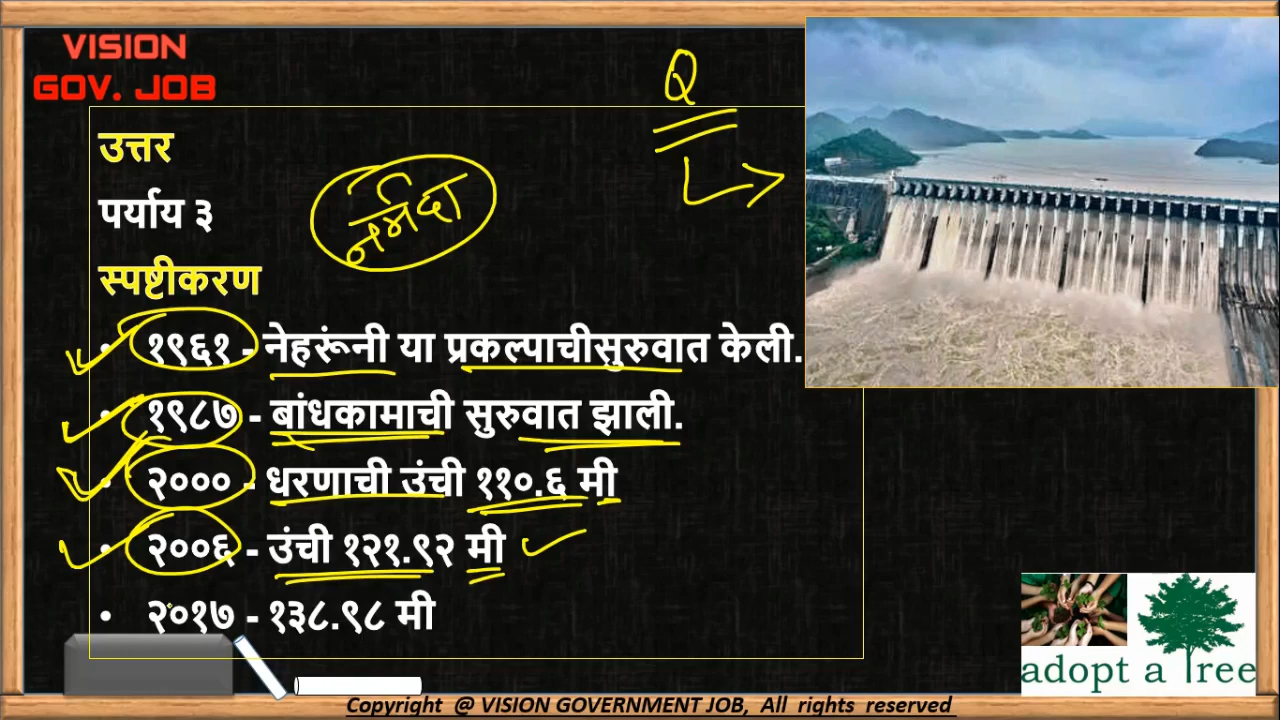 VISION
GOV. JOB
Q
उत्तर
पर्याय ३
नर्मदा
स्पष्टीकरण
• १९६१ - नेहरूंनी या प्रकल्पाचीसुरुवात केली.
• १९८७ - बांधकामाची सुरुवात झाली.
• २००० - धरणाची उंची ११०.६ मी
• २००६ - उंची १२१.९२ मी
• २०१७ - १३८.९८ मी
adopt a Tree
Copyright @ VISION GOVERNMENT JOB, All rights reserved